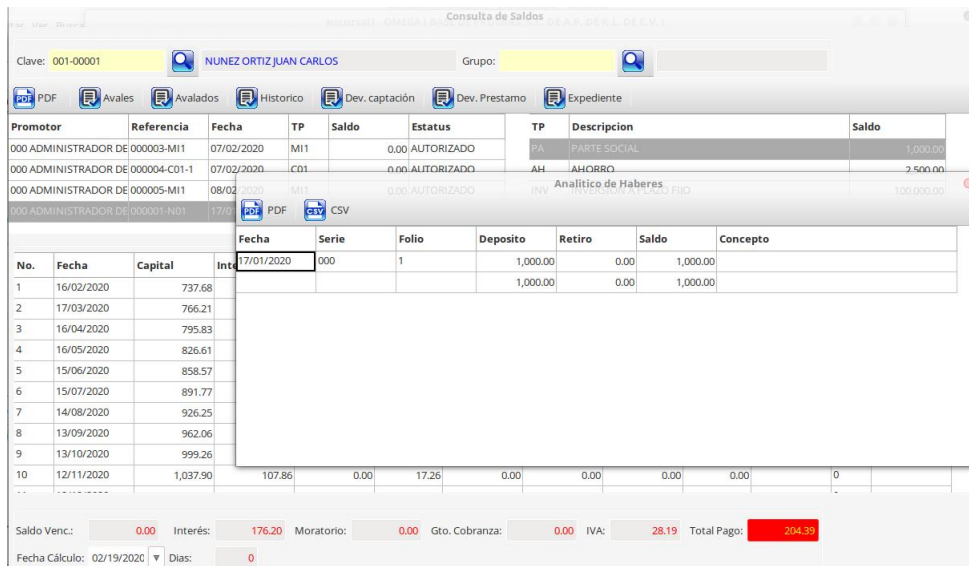 Consulta de Saldos
Clave: 001-00001 NUNEZ ORTIZ JUAN CARLOS Grupo:
PDF PDF Avales Avalados Historico Dev. captación Dev. Prestamo Expediente
Promotor Referencia Fecha TP Saldo Estatus TP Descripcion Saldo
000 ADMINISTRADOR DE 000003-MI1 07/02/2020 MI1 0.00 AUTORIZADO PA PARTE SOCIAL 1,000.00
000 ADMINISTRADOR DE 000004-C01-1 07/02/2020 C01 0.00 AUTORIZADO AH AHORRO 2,500.00
000 ADMINISTRADOR DE 000005-MI1 08/02/2020 MI1 0.00 AUTORIZADO INV INVERSION A PLAZO FIJO 100,000.00
Analitico de Haberes
000 ADMINISTRADOR DE 000001-N01 17/01
PDF PDF CSV CSV
Fecha Serie Folio Deposito Retiro Saldo Concepto
17/01/2020 000 1 1,000.00 0.00 1,000.00
1,000.00 0.00 1,000.00
No. Fecha Capital Inte
1 16/02/2020 737.68
2 17/03/2020 766.21
3 16/04/2020 795.83
4 16/05/2020 826.61
5 15/06/2020 858.57
6 15/07/2020 891.77
7 14/08/2020 926.25
8 13/09/2020 962.06
9 13/10/2020 999.26
10 12/11/2020 1,037.90 107.86 0.00 17.26 0.00 0.00 0.00 0.00 0
Saldo Venc.: 0.00 Interés: 176.20 Moratorio: 0.00 Gto. Cobranza: 0.00 IVA: 28.19 Total Pago: 204.39
Fecha Cálculo: 02/19/2020 Dias: 0